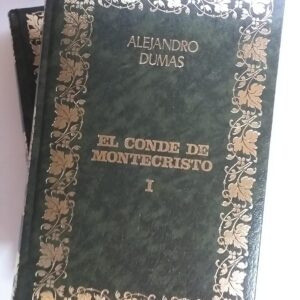 ALEJANDRO
DUMAS
EL CONDE DE
MONTECRISTO
I